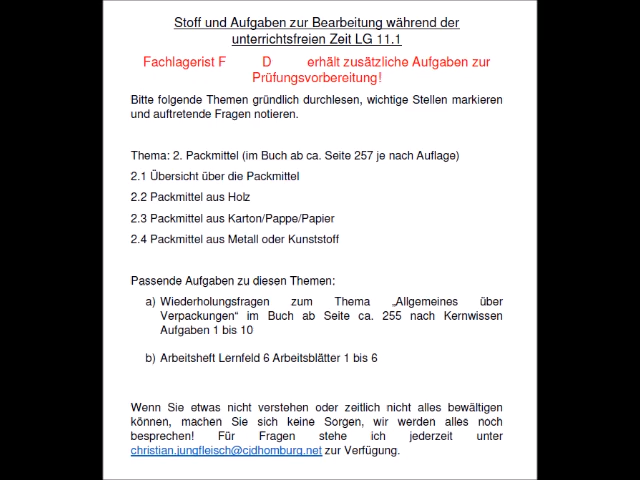 Stoff und Aufgaben zur Bearbeitung während der
unterrichtsfreien Zeit LG 11.1
Fachlagerist F D erhält zusätzliche Aufgaben zur
Prüfungsvorbereitung!
Bitte folgende Themen gründlich durchlesen, wichtige Stellen markieren
und auftretende Fragen notieren.
Thema: 2. Packmittel (im Buch ab ca. Seite 257 je nach Auflage)
2.1 Übersicht über die Packmittel
2.2 Packmittel aus Holz
2.3 Packmittel aus Karton/Pappe/Papier
2.4 Packmittel aus Metall oder Kunststoff
Passende Aufgaben zu diesen Themen:
a) Wiederholungsfragen zum Thema „Allgemeines über
Verpackungen“ im Buch ab Seite ca. 255 nach Kernwissen
Aufgaben 1 bis 10
b) Arbeitsheft Lernfeld 6 Arbeitsblätter 1 bis 6
Wenn Sie etwas nicht verstehen oder zeitlich nicht alles bewältigen
können, machen Sie sich keine Sorgen, wir werden alles noch
besprechen! Für Fragen stehe ich jederzeit unter
christian.jungfleisch@cjdhomburg.net zur Verfügung.